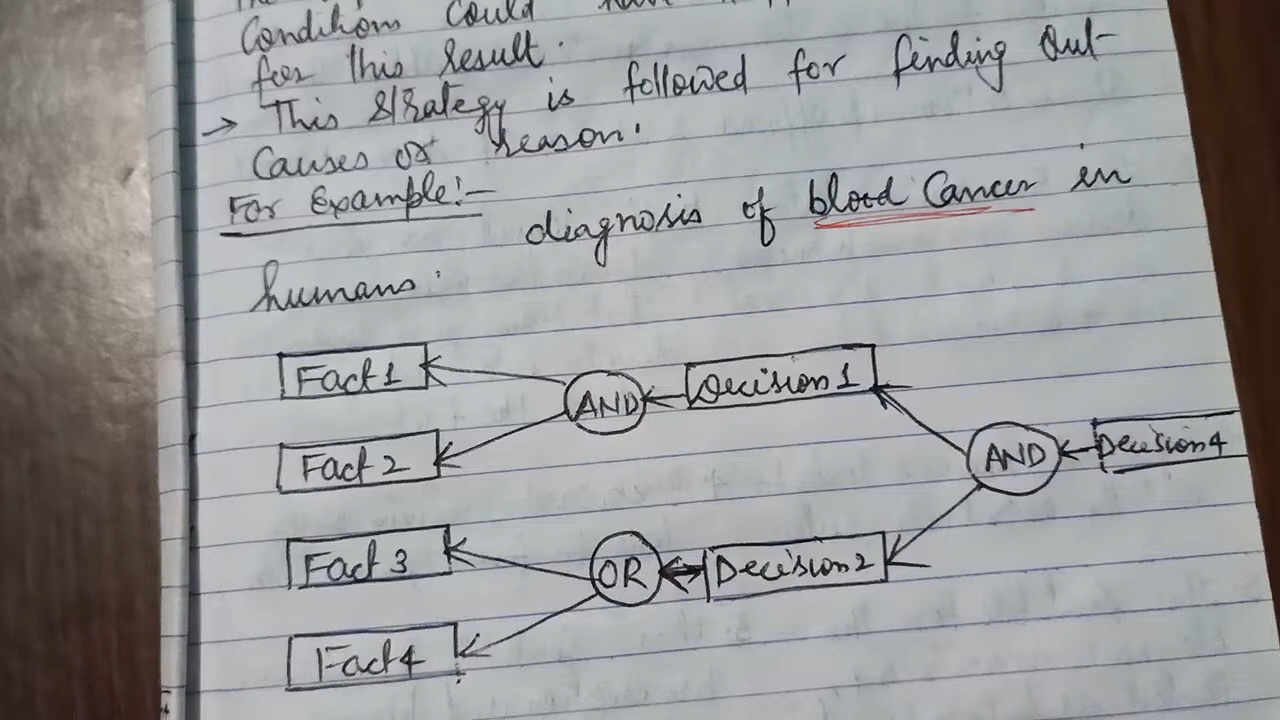 Conditions could
for this result.
→ This strategy is followed for finding out
causes or reason.
For Example:-
diagnosis of blood Cancer in
humans.
Fact 1
AND
Decision 1
Fact 2
AND
Decision 4
Fact 3
OR
Decision 2
Fact 4